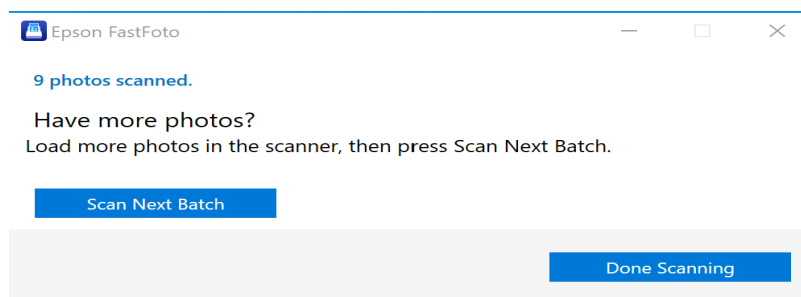 Epson FastFoto
9 photos scanned.
Have more photos?
Load more photos in the scanner, then press Scan Next Batch.
Scan Next Batch
Done Scanning